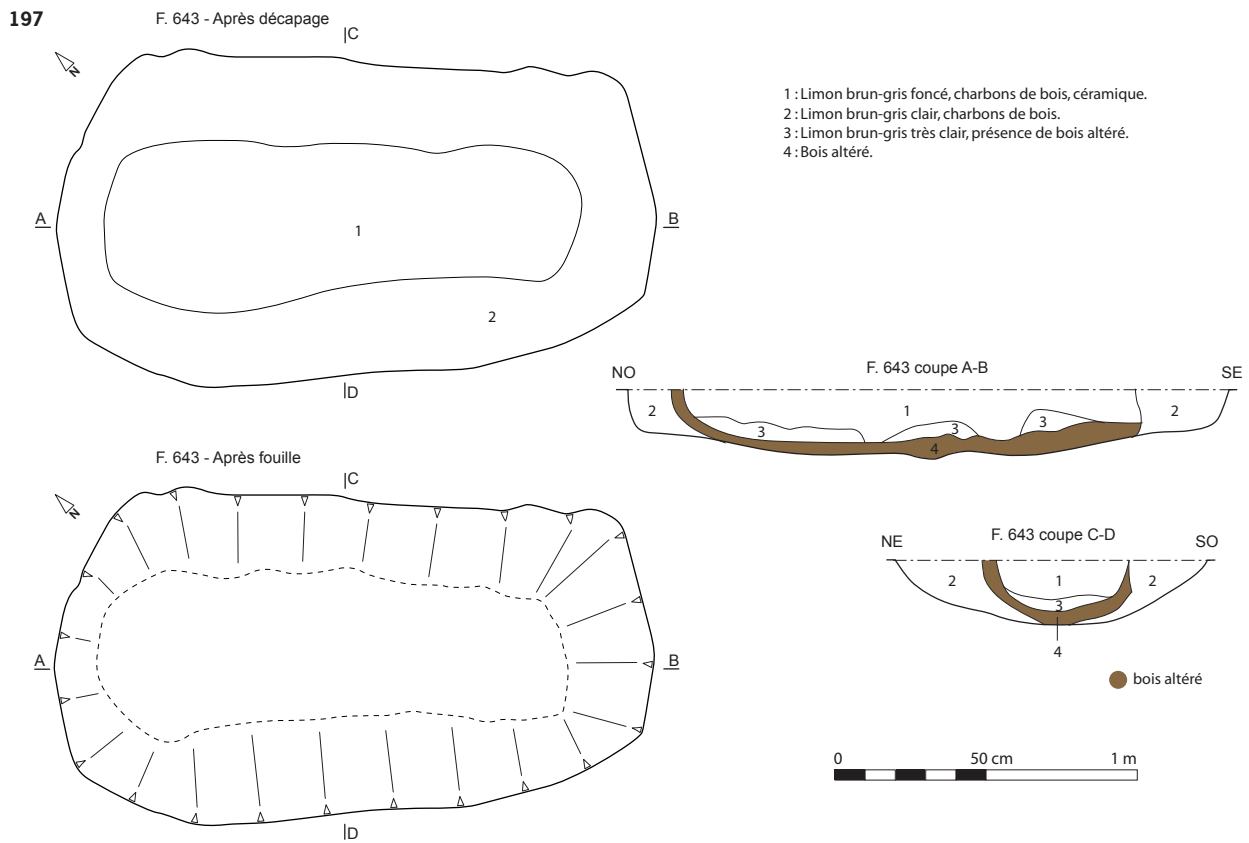 197
F. 643 - Après décapage
C
N
A
B
1
2
D
1 : Limon brun-gris foncé, charbons de bois, céramique.
2 : Limon brun-gris clair, charbons de bois.
3 : Limon brun-gris très clair, présence de bois altéré.
4 : Bois altéré.
F. 643 coupe A-B
NO
SE
2
1
2
3
3
3
4
F. 643 - Après fouille
C
N
A
B
D
F. 643 coupe C-D
NE
SO
2
1
2
3
4
bois altéré
0 50 cm 1 m